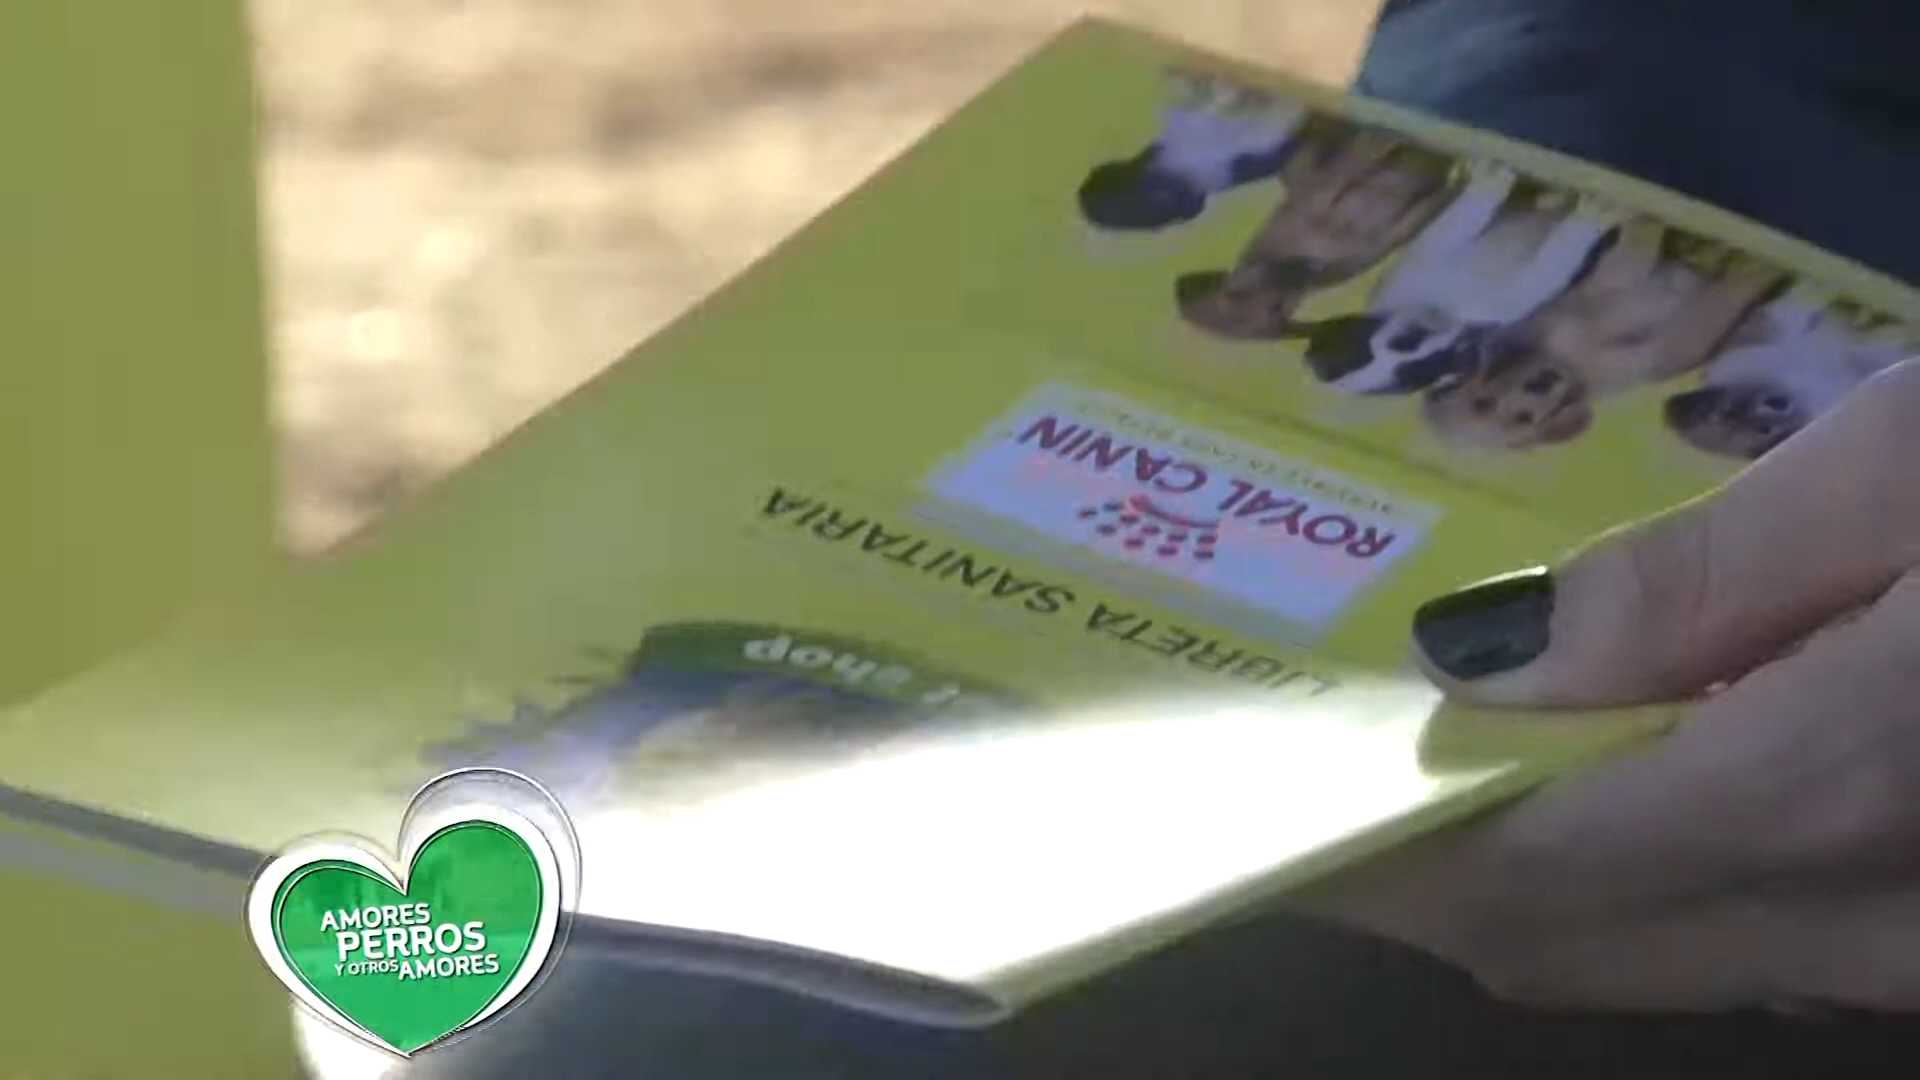 ROYAL CANIN
LIBRETA SANITARIA
shop
AMORES
PERROS
Y OTROS AMORES